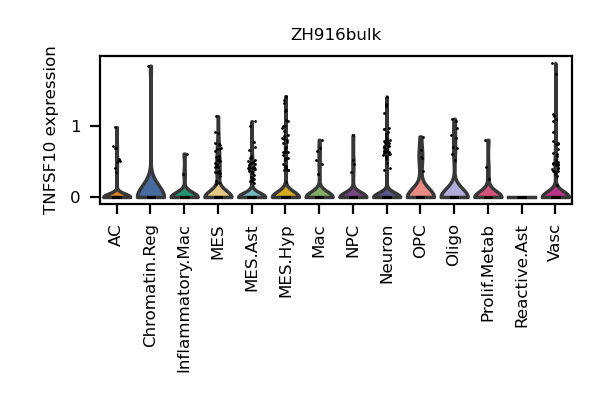 ZH916bulk
TNFSF10 expression
1
0
AC
Chromatin.Reg
Inflammatory.Mac
MES
MES.Ast
MES.Hyp
Mac
NPC
Neuron
OPC
Oligo
Prolif.Metab
Reactive.Ast
Vasc